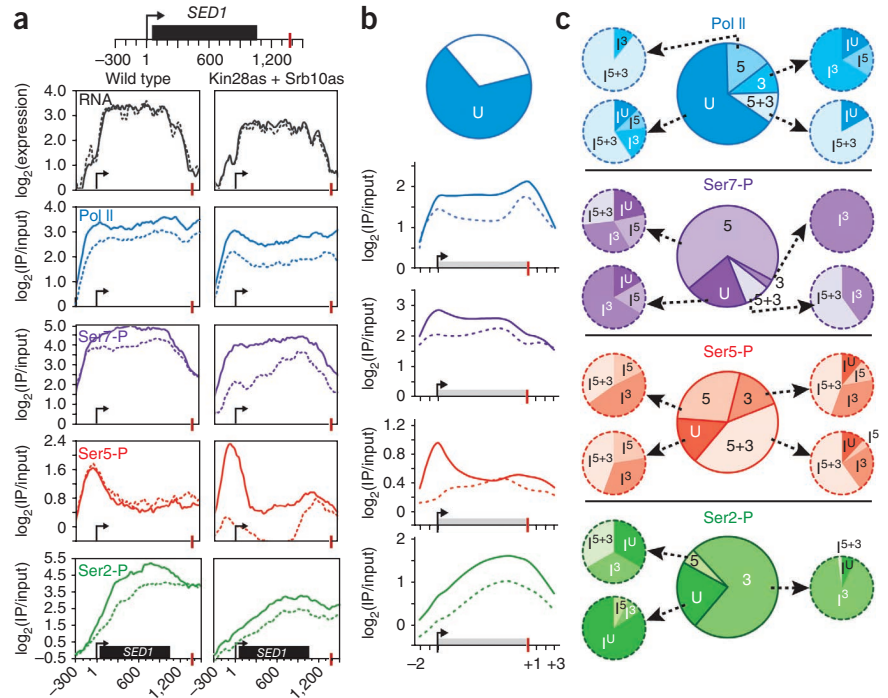 a
SED1
−300 1 600 1,200
Wild type
Kin28as + Srb10as
RNA
log2(expression)
4.0
3.0
2.0
1.0
0
Pol II
log2(IP/input)
4.0
3.0
2.0
1.0
0
Ser7-P
log2(IP/input)
5.0
4.0
3.0
2.0
1.0
0
Ser5-P
log2(IP/input)
2.4
1.6
0.8
0
Ser2-P
log2(IP/input)
5.5
4.5
3.5
2.5
1.5
0.5
−0.5
SED1
SED1
−300 1 600 1,200
−300 1 600 1,200
b
U
log2(IP/input)
2
1
0
log2(IP/input)
3
2
1
0
log2(IP/input)
1.2
0.8
0.4
0
log2(IP/input)
2
1
0
−2 +1 +3
c
Pol II
I3
I5+3
5
3
5+3
U
IU
I5
I3
IU
I5
I3
I5+3
IU
I5+3
Ser7-P
I5+3
IU
I5
I3
5
3
5+3
U
I3
IU
I5
I3
I5+3
I3
Ser5-P
I5+3
I5
I3
5
3
U
5+3
IU
I5
I5+3
I3
I5
I5+3
I3
IU
I5
I5+3
I3
Ser2-P
I5+3
IU
I3
5
3
U
I5+3
IU
I3
I5
I3
IU